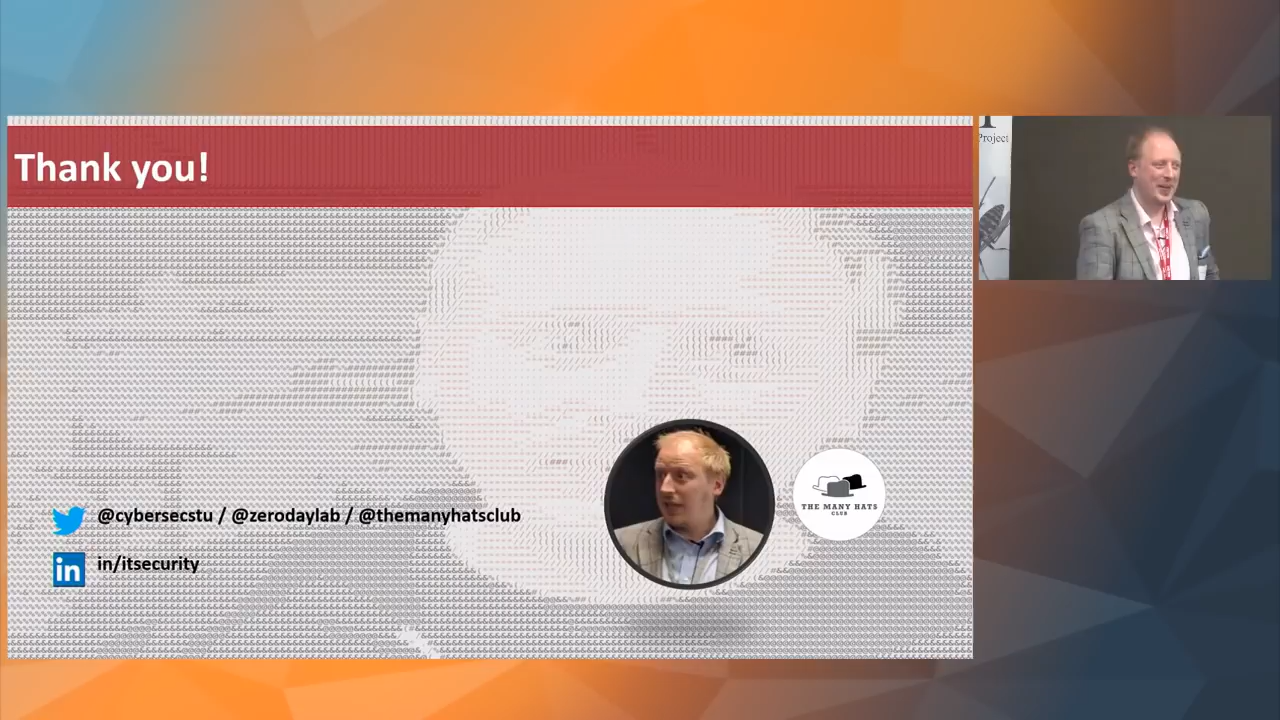 Thank you!
Project
@cybersecstu / @zerodaylab / @themanyhatsclub
in/itsecurity
THE MANY HATS
CLUB